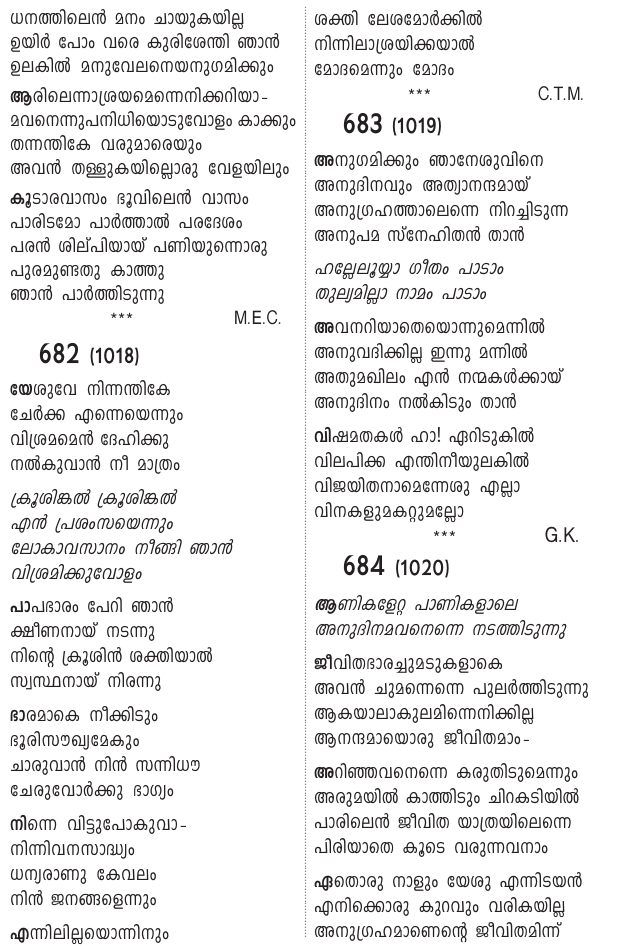 ധനത്തിലെൻ മനം ചായുകയില്ല
ഉയിർ പോം വരെ കുരിശേന്തി ഞാൻ
ഉലകിൽ മനുവേലനെയനുഗമിക്കും
ആരിലെന്നാശ്രയമെന്നെനിക്കറിയാ-
മവനെന്നുപനിധിയൊടുവോളം കാക്കും
തന്നന്തികേ വരുമാരെയും
അവൻ തള്ളുകയില്ലൊരു വേളയിലും
കൂടാരവാസം ഭൂവിലെൻ വാസം
പാരിടമോ പാർത്താൽ പരദേശം
പരൻ ശില്പിയായ് പണിയുന്നൊരു
പുരമുണ്ടതു കാത്തു
ഞാൻ പാർത്തിടുന്നു
*** M.E.C.
682 (1018)
യേശുവേ നിന്നന്തികേ
ചേർക്ക എന്നെയെന്നും
വിശ്രമമെൻ ദേഹിക്കു
നൽകുവാൻ നീ മാത്രം
ക്രൂശിങ്കൽ ക്രൂശിങ്കൽ
എൻ പ്രശംസയെന്നും
ലോകാവസാനം നീങ്ങി ഞാൻ
വിശ്രമിക്കുവോളം
പാപഭാരം പേറി ഞാൻ
ക്ഷീണനായ് നടന്നു
നിന്റെ ക്രൂശിൻ ശക്തിയാൽ
സ്വസ്ഥനായ് നിരന്നു
ഭാരമാകെ നീക്കിടും
ഭൂരിസൗഖ്യമേകും
ചാരുവാൻ നിൻ സന്നിധൗ
ചേരുവോർക്കു ഭാഗ്യം
നിന്നെ വിട്ടുപോകുവാ-
നിന്നിവനസാദ്ധ്യം
ധന്യരാണു കേവലം
നിൻ ജനങ്ങളെന്നും
എന്നിലില്ലയൊന്നിനും
ശക്തി ലേശമോർക്കിൽ
നിന്നിലാശ്രയിക്കയാൽ
മോദമെന്നും മോദം
*** C.T.M.
683 (1019)
അനുഗമിക്കും ഞാനേശുവിനെ
അനുദിനവും അത്യാനന്ദമായ്
അനുഗ്രഹത്താലെന്നെ നിറച്ചിടുന്ന
അനുപമ സ്നേഹിതൻ താൻ
ഹല്ലേലൂയ്യാ ഗീതം പാടാം
തുല്യമില്ലാ നാമം പാടാം
അവനറിയാതെയൊന്നുമെന്നിൽ
അനുവദിക്കില്ല ഇന്നു മന്നിൽ
അതുമഖിലം എൻ നന്മകൾക്കായ്
അനുദിനം നൽകിടും താൻ
വിഷമതകൾ ഹാ! ഏറിടുകിൽ
വിലപിക്ക എന്തിനീയുലകിൽ
വിജയിതനാമെന്നേശു എല്ലാ
വിനകളുമകറ്റുമല്ലോ
*** G.K.
684 (1020)
ആണികളേറ്റ പാണികളാലെ
അനുദിനമവനെന്നെ നടത്തിടുന്നു
ജീവിതഭാരച്ചുമടുകളാകെ
അവൻ ചുമന്നെന്നെ പുലർത്തിടുന്നു
ആകയാലാകുലമിന്നെനിക്കില്ല
ആനന്ദമായൊരു ജീവിതമാം-
അറിഞ്ഞവനെന്നെ കരുതിടുമെന്നും
അരുമയിൽ കാത്തിടും ചിറകടിയിൽ
പാരിലെൻ ജീവിത യാത്രയിലെന്നെ
പിരിയാതെ കൂടെ വരുന്നവനാം
ഏതൊരു നാളും യേശു എന്നിടയൻ
എനിക്കൊരു കുറവും വരികയില്ല
അനുഗ്രഹമാണെന്റെ ജീവിതമിന്ന്